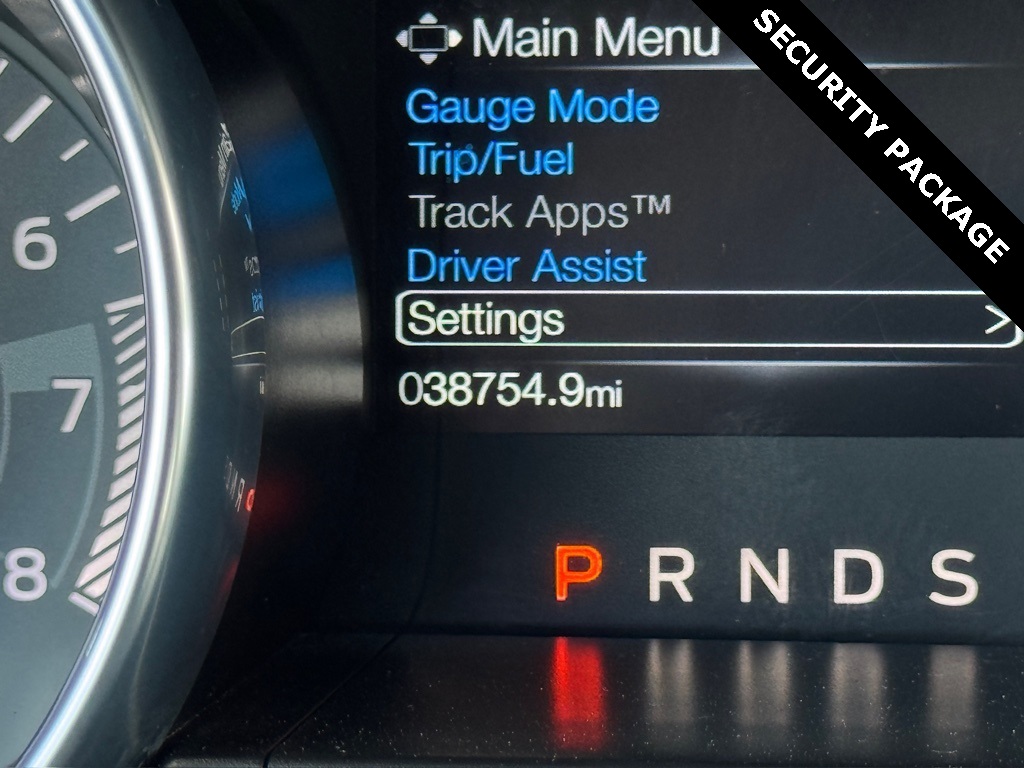 Main Menu
SECURITY PACKAGE
Gauge Mode
Trip/Fuel
Track Apps™
Driver Assist
Settings >
038754.9mi
6
7
8
P R N D S